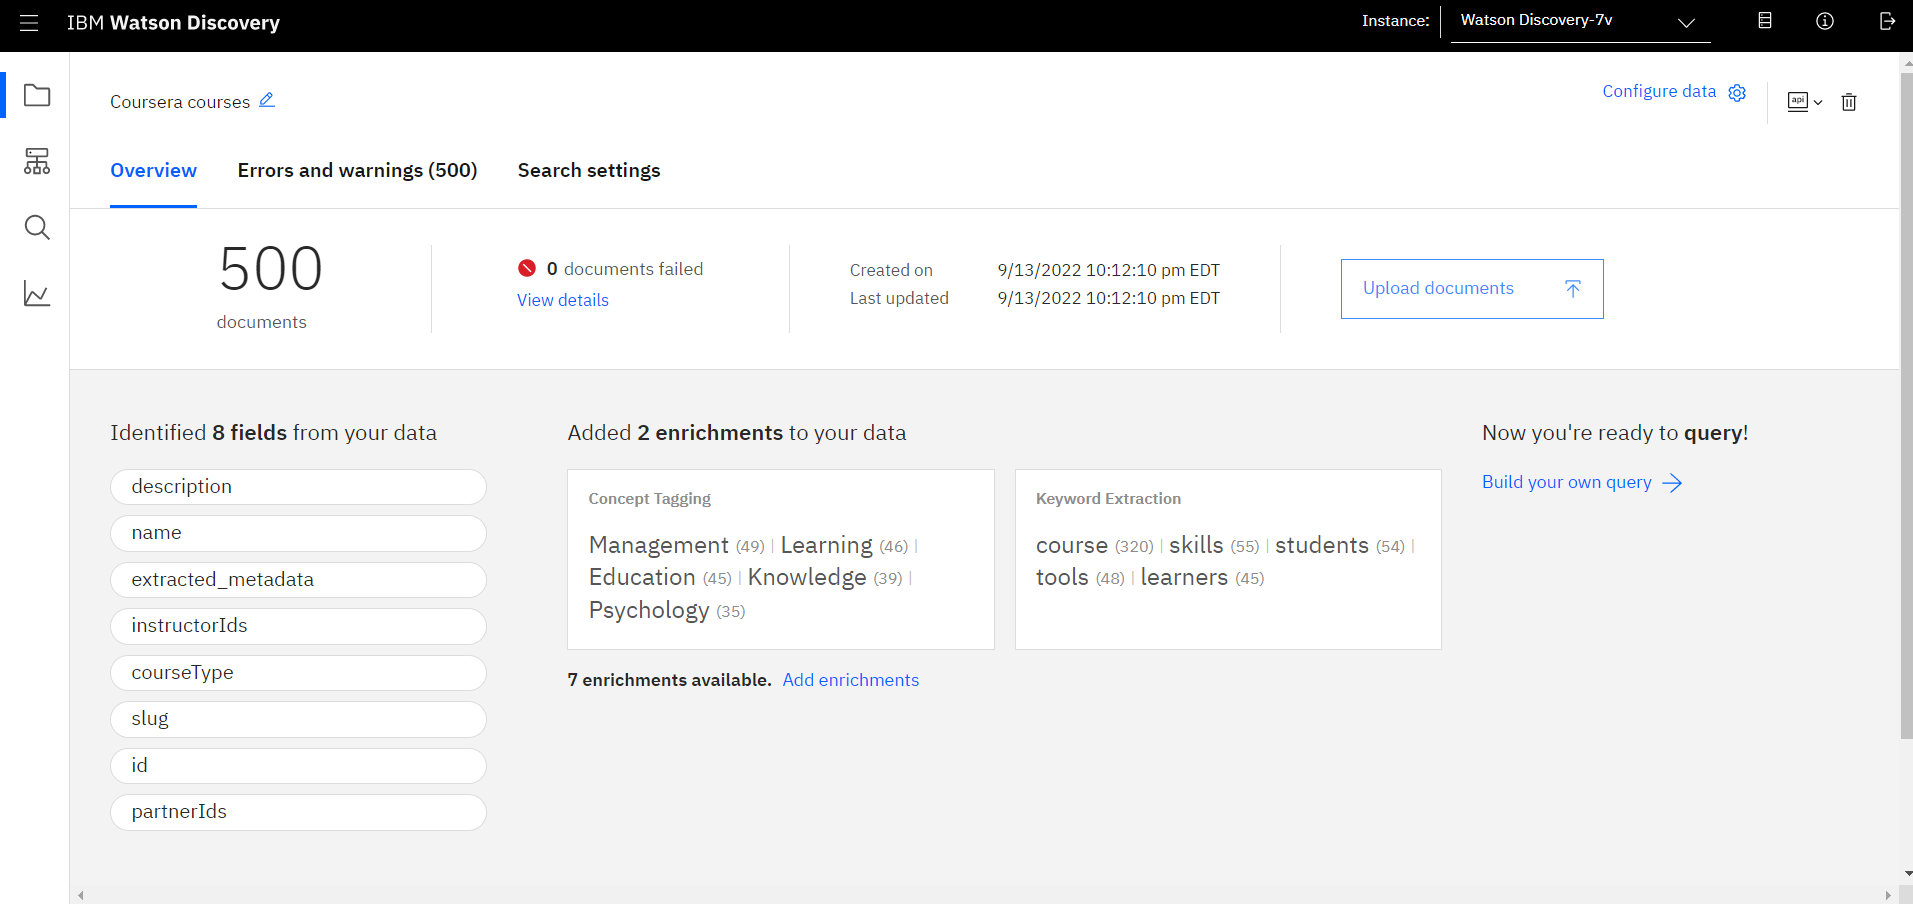 IBM Watson Discovery
Instance:
Watson Discovery-7v
Coursera courses
Configure data
api
Overview
Errors and warnings (500)
Search settings
500
documents
0 documents failed
View details
Created on 9/13/2022 10:12:10 pm EDT
Last updated 9/13/2022 10:12:10 pm EDT
Upload documents
Identified 8 fields from your data
description
name
extracted_metadata
instructorIds
courseType
slug
id
partnerIds
Added 2 enrichments to your data
Concept Tagging
Management (49) | Learning (46) |
Education (45) | Knowledge (39) |
Psychology (35)
Keyword Extraction
course (320) | skills (55) | students (54) |
tools (48) | learners (45)
7 enrichments available. Add enrichments
Now you're ready to query!
Build your own query